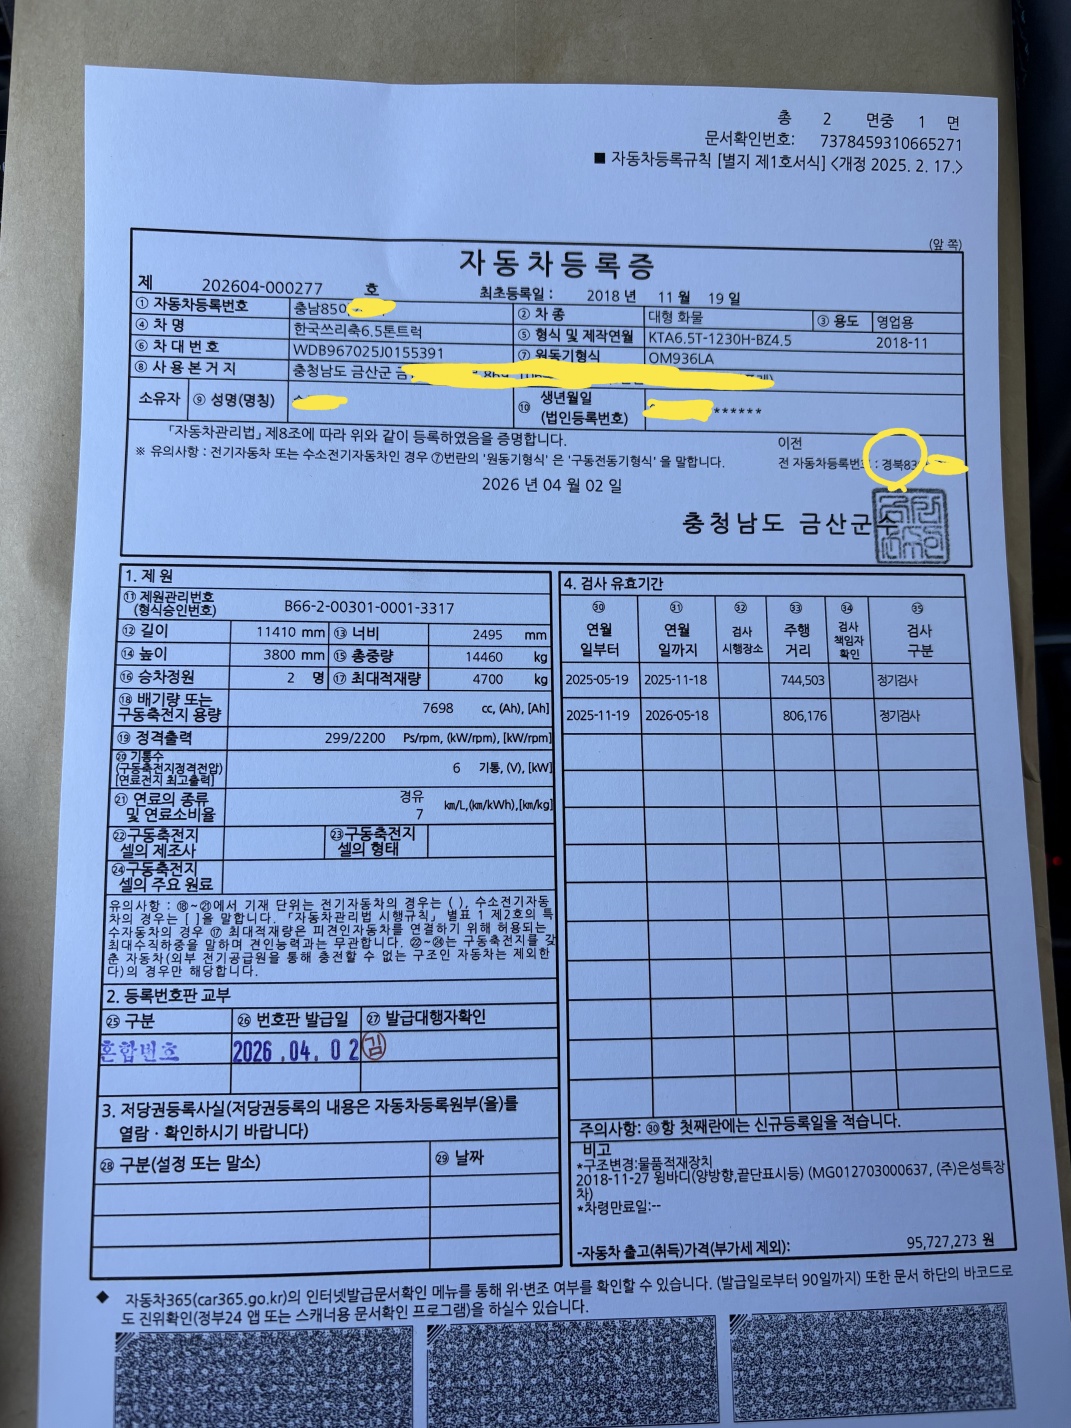 총 2 면중 1 면
문서확인번호: 7378459310665271
■ 자동차등록규칙 [별지 제1호서식] <개정 2025. 2. 17.>
(앞 쪽)
자동차등록증
제 202604-000277 호 최초등록일 : 2018 년 11 월 19 일
① 자동차등록번호 충남850 ② 차 종 대형 화물 ③ 용도 영업용
④ 차 명 한국쓰리축6.5톤트럭 ⑤ 형식 및 제작연월 KTA6.5T-1230H-BZ4.5 2018-11
⑥ 차 대 번 호 WDB967025J0155391 ⑦ 원동기형식 OM936LA
⑧ 사 용 본 거 지 충청남도 금산군
소유자 ⑨ 성명(명칭) ⑩ 생년월일
(법인등록번호) ******
「자동차관리법」 제8조에 따라 위와 같이 등록하였음을 증명합니다. 이전
※ 유의사항 : 전기자동차 또는 수소전기자동차인 경우 ⑦번란의 '원동기형식' 은 '구동전동기형식' 을 말합니다. 전 자동차등록번호 : 경북83
2026 년 04 월 02 일
충청남도 금산군수
1. 제 원
⑪ 제원관리번호
(형식승인번호) B66-2-00301-0001-3317
⑫ 길이 11410 mm ⑬ 너비 2495 mm
⑭ 높이 3800 mm ⑮ 총중량 14460 kg
⑯ 승차정원 2 명 ⑰ 최대적재량 4700 kg
⑱ 배기량 또는
구동축전지 용량 7698 cc, (Ah), [Ah]
⑲ 정격출력 299/2200 Ps/rpm, (kW/rpm), [kW/rpm]
⑳ 기통수
(구동축전지정격전압)
[연료전지 최고출력] 6 기통, (V), [kW]
㉑ 연료의 종류
및 연료소비율 경유
7 km/L,(km/kWh),[km/kg]
㉒구동축전지
셀의 제조사 ㉓구동축전지
셀의 형태
㉔구동축전지
셀의 주요 원료
유의사항 : ⑱~㉑에서 기재 단위는 전기자동차의 경우는 ( ), 수소전기자동
차의 경우는 [ ]을 말합니다. 「자동차관리법 시행규칙」 별표 1 제2호의 특
수자동차의 경우 ⑰ 최대적재량은 피견인자동차를 연결하기 위해 허용되는
최대수직하중을 말하며 견인능력과는 무관합니다. ㉒~㉔는 구동축전지를 갖
춘 자동차(외부 전기공급원을 통해 충전할 수 없는 구조인 자동차는 제외한
다)의 경우만 해당합니다.
2. 등록번호판 교부
㉕ 구분 ㉖ 번호판 발급일 ㉗ 발급대행자확인
혼합번호 2026 .04. 0 2 김
3. 저당권등록사실(저당권등록의 내용은 자동차등록원부(을)를
열람 · 확인하시기 바랍니다)
㉘ 구분(설정 또는 말소) ㉙ 날짜
4. 검사 유효기간
㉚ 연월
일부터 ㉛ 연월
일까지 ㉜ 검사
시행장소 ㉝ 주행
거리 ㉞ 검사
책임자
확인 ㉟ 검사
구분
2025-05-19 2025-11-18 744,503 정기검사
2025-11-19 2026-05-18 806,176 정기검사
주의사항: ㉚항 첫째란에는 신규등록일을 적습니다.
비고
*구조변경:물품적재장치
2018-11-27 윙바디(양방향,끝단표시등) (MG012703000637, (주)은성특장
차)
*차령만료일:--
-자동차 출고(취득)가격(부가세 제외): 95,727,273 원
◆ 자동차365(car365.go.kr)의 인터넷발급문서확인 메뉴를 통해 위·변조 여부를 확인할 수 있습니다. (발급일로부터 90일까지) 또한 문서 하단의 바코드로
도 진위확인(정부24 앱 또는 스캐너용 문서확인 프로그램)을 하실수 있습니다.